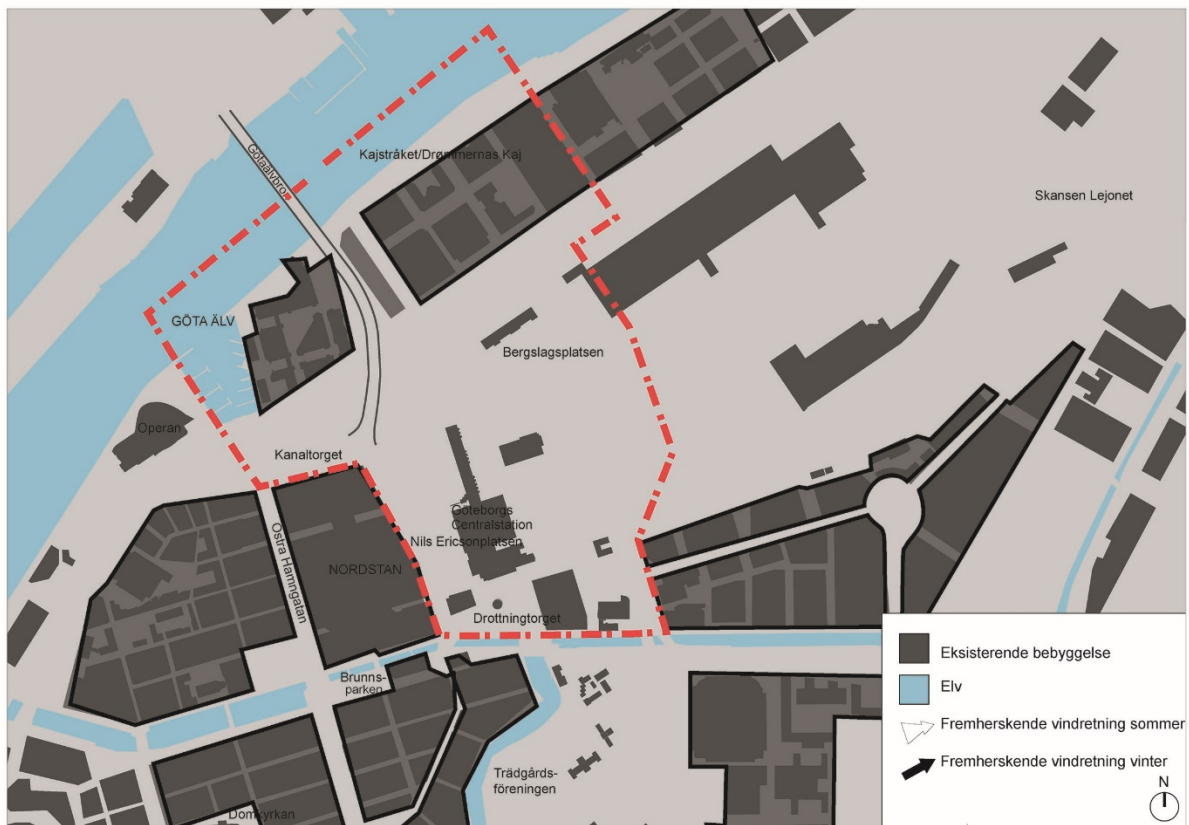 Kajstråket/Drømmernas Kaj
Götaälvbro
Skansen Lejonet
GÖTA ÄLV
Bergslagsplatsen
Operan
Kanaltorget
Göteborgs
Centralstation
Nils Ericsonplatsen
Östra Hamngatan
NORDSTAN
Drottningtorget
Brunns-
parken
Trädgårds-
föreningen
Domkyrkan
Eksisterende bebyggelse
Elv
Fremherskende vindretning sommer
Fremherskende vindretning vinter
N